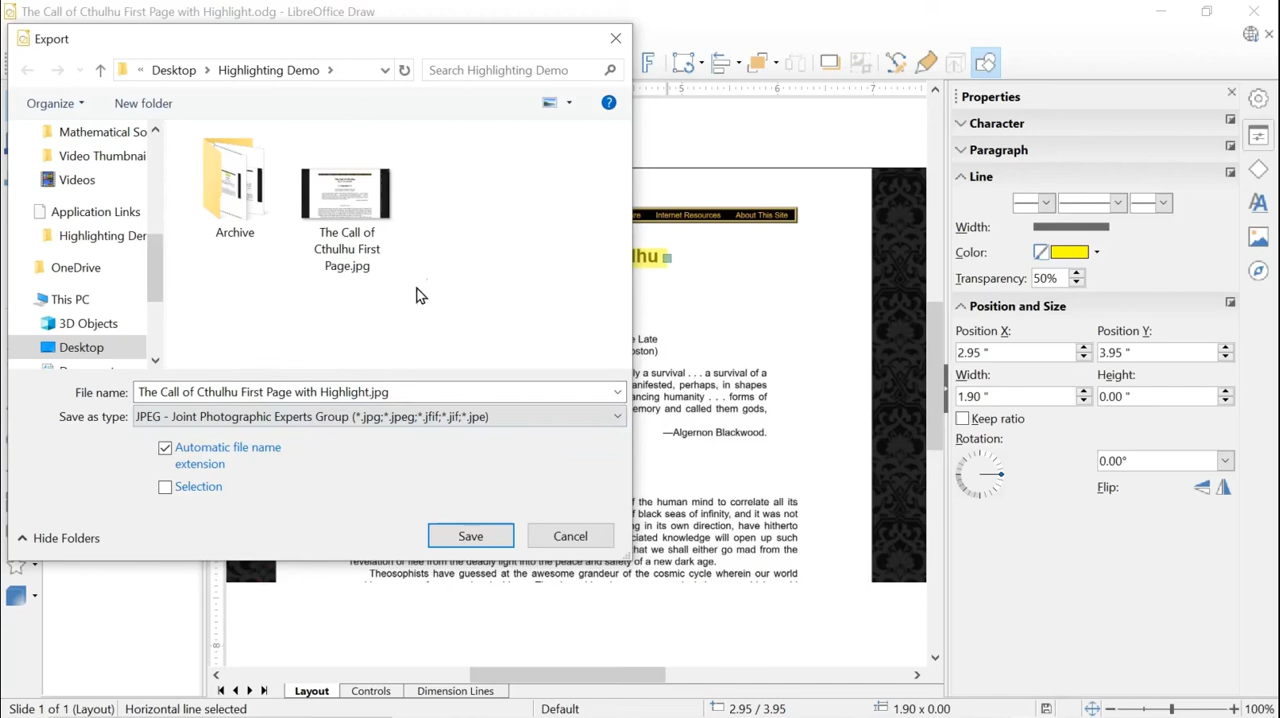 The Call of Cthulhu First Page with Highlight.odg - LibreOffice Draw
Export
« Desktop > Highlighting Demo >
Search Highlighting Demo
Organize
New folder
Mathematical So
Video Thumbnai
Videos
Application Links
Highlighting Der
OneDrive
This PC
3D Objects
Desktop
Archive
The Call of
Cthulhu First
Page.jpg
File name: The Call of Cthulhu First Page with Highlight.jpg
Save as type: JPEG - Joint Photographic Experts Group (*.jpg;*.jpeg;*.jfif;*.jif;*.jpe)
Automatic file name
extension
Selection
Hide Folders
Save
Cancel
5
6
7
8
Internet Resources
About This Site
lhu
e Late
oston)
ly a survival . . . a survival of a
anifested, perhaps, in shapes
ancing humanity . . . forms of
emory and called them gods,
—Algernon Blackwood.
of the human mind to correlate all its
f black seas of infinity, and it was not
ng in its own direction, have hitherto
ciated knowledge will open up such
that we shall either go mad from the
revelation or flee from the deadly light into the peace and safety of a new dark age.
Theosophists have guessed at the awesome grandeur of the cosmic cycle wherein our world
Properties
Character
Paragraph
Line
Width:
Color:
Transparency: 50%
Position and Size
Position X:
Position Y:
2.95 "
3.95 "
Width:
Height:
1.90 "
0.00 "
Keep ratio
Rotation:
0.00°
Flip:
Layout
Controls
Dimension Lines
Slide 1 of 1 (Layout)
Horizontal line selected
Default
2.95 / 3.95
1.90 x 0.00
100%